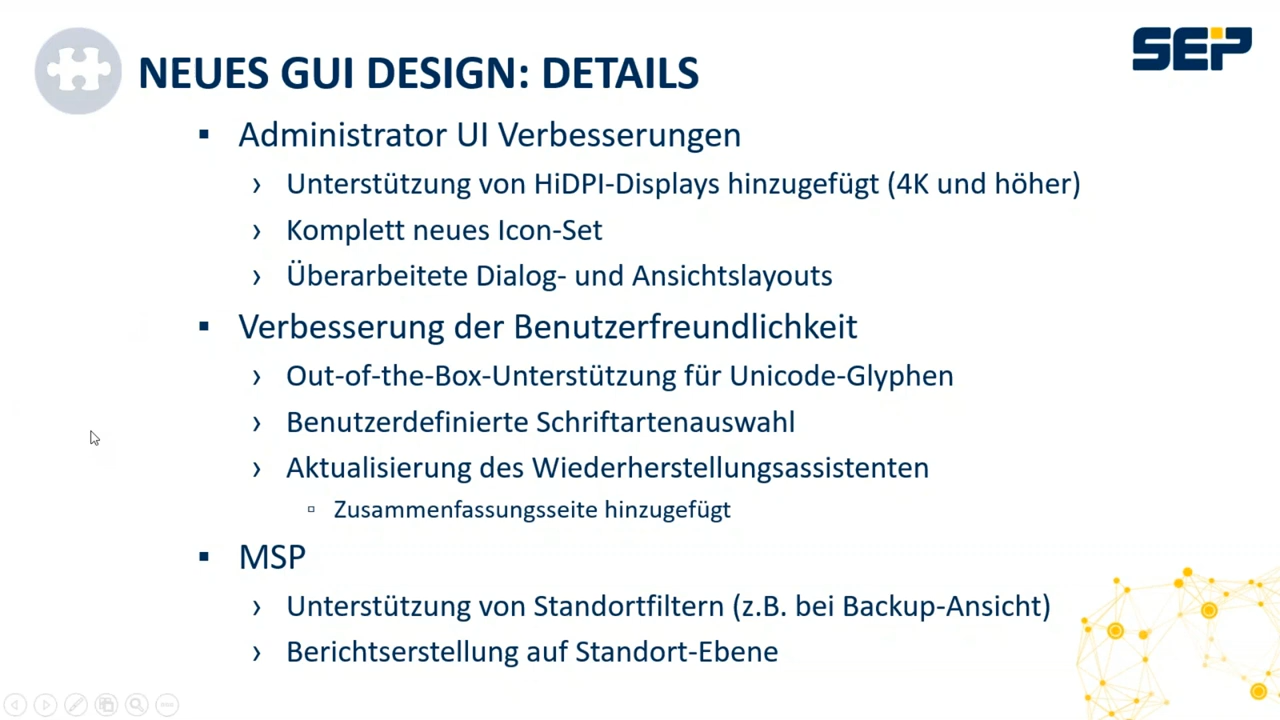 SEP
NEUES GUI DESIGN: DETAILS
▪ Administrator UI Verbesserungen
› Unterstützung von HiDPI-Displays hinzugefügt (4K und höher)
› Komplett neues Icon-Set
› Überarbeitete Dialog- und Ansichtslayouts
▪ Verbesserung der Benutzerfreundlichkeit
› Out-of-the-Box-Unterstützung für Unicode-Glyphen
› Benutzerdefinierte Schriftartenauswahl
› Aktualisierung des Wiederherstellungsassistenten
▫ Zusammenfassungsseite hinzugefügt
▪ MSP
› Unterstützung von Standortfiltern (z.B. bei Backup-Ansicht)
› Berichtserstellung auf Standort-Ebene